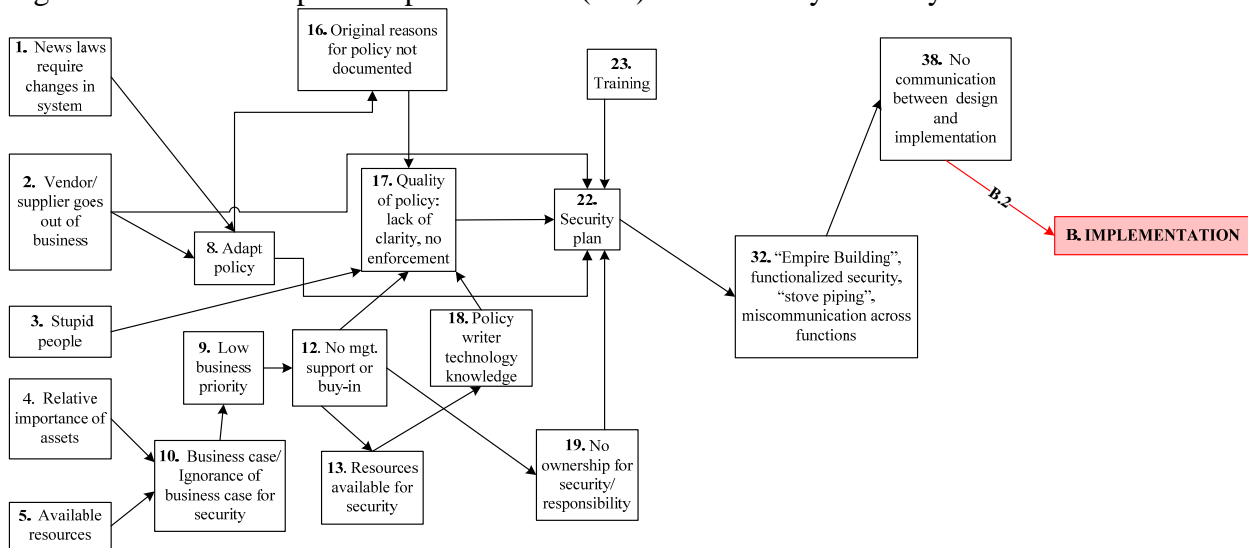 1. News laws
require
changes in
system
2. Vendor/
supplier goes
out of
business
3. Stupid
people
4. Relative
importance of
assets
5. Available
resources
16. Original reasons
for policy not
documented
8. Adapt
policy
9. Low
business
priority
10. Business case/
Ignorance of
business case for
security
17. Quality
of policy:
lack of
clarity, no
enforcement
12. No mgt.
support or
buy-in
13. Resources
available for
security
18. Policy
writer
technology
knowledge
23.
Training
22.
Security
plan
19. No
ownership for
security/
responsibility
32. “Empire Building”,
functionalized security,
“stove piping”,
miscommunication across
functions
38. No
communication
between design
and
implementation
B.2
B. IMPLEMENTATION